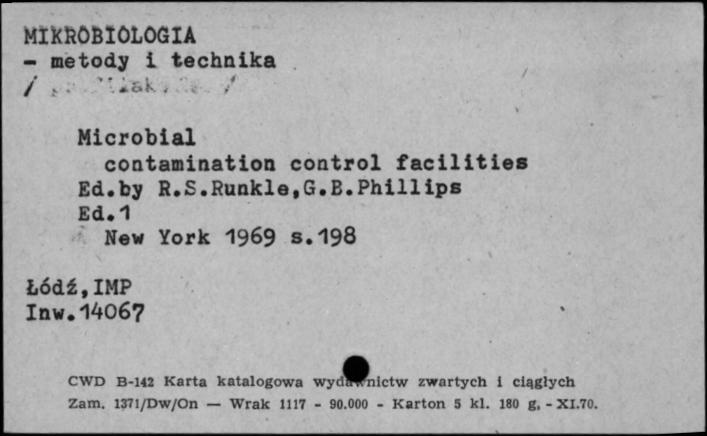 MIKROBIOLOGIA
- metody i technika
/ /
Microbial
contamination control facilities
Ed.by R.S.Runkle,G.B.Phillips
Ed.1
New York 1969 s.198
Łódź,IMP
Inw.14067
CWD B-142 Karta katalogowa wydawnictw zwartych i ciągłych
Zam. 1371/Dw/On — Wrak 1117 - 90.000 - Karton 5 kl. 180 g. - XI.70.